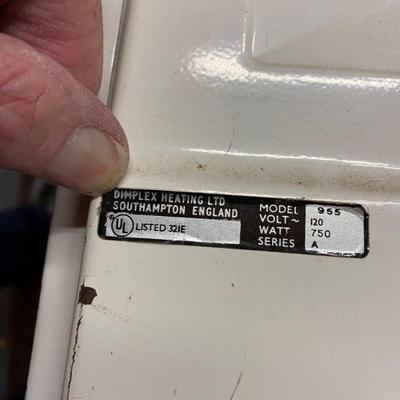 DIMPLEX HEATING LTD
SOUTHAMPTON ENGLAND
UL LISTED 321E
MODEL 955
VOLT ~ 120
WATT 750
SERIES A